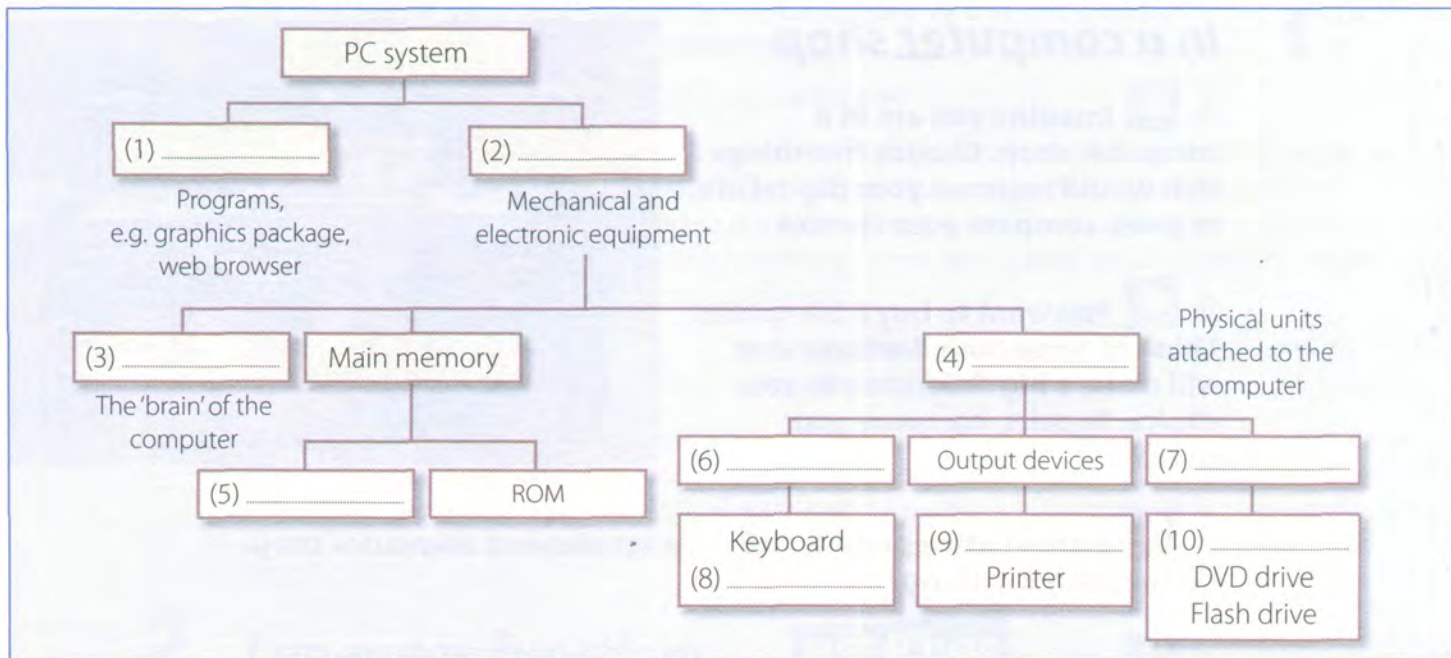 PC system
(1)
(2)
Programs,
e.g. graphics package,
web browser
Mechanical and
electronic equipment
(3)
Main memory
(4)
Physical units
attached to the
computer
The 'brain' of the
computer
(5)
ROM
(6)
Output devices
(7)
Keyboard
(8)
(9)
Printer
(10)
DVD drive
Flash drive